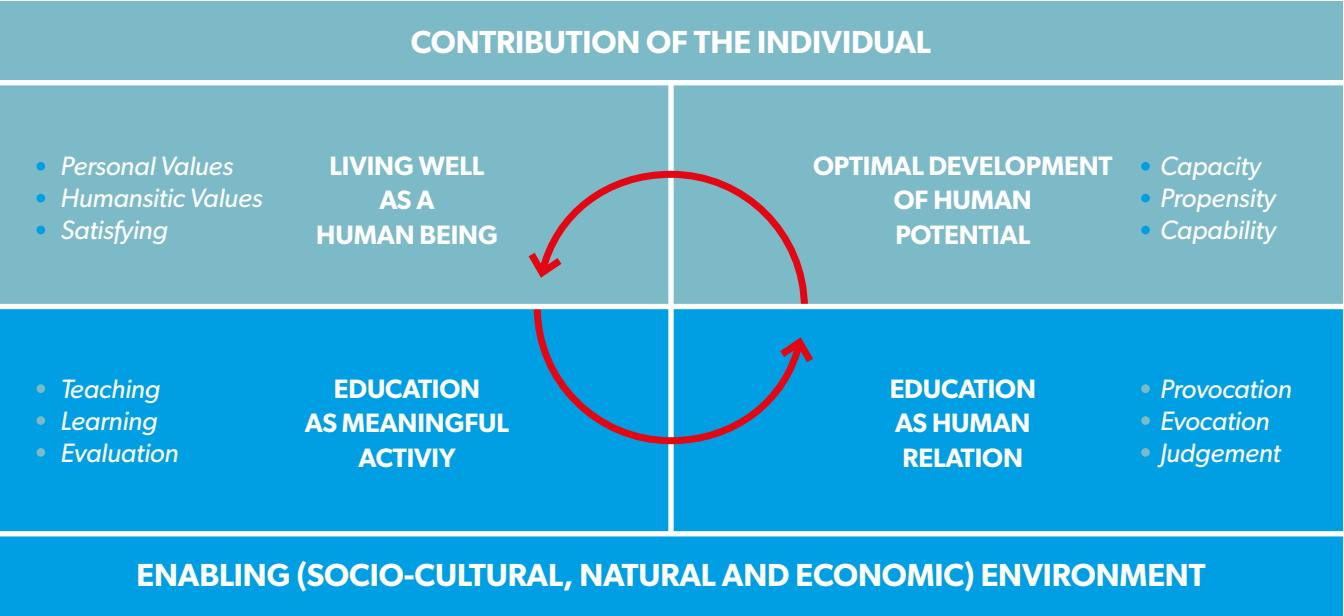 CONTRIBUTION OF THE INDIVIDUAL
Personal Values
Humansitic Values
Satisfying
LIVING WELL
AS A
HUMAN BEING
OPTIMAL DEVELOPMENT
OF HUMAN
POTENTIAL
Capacity
Propensity
Capability
Teaching
Learning
Evaluation
EDUCATION
AS MEANINGFUL
ACTIVIY
EDUCATION
AS HUMAN
RELATION
Provocation
Evocation
Judgement
ENABLING (SOCIO-CULTURAL, NATURAL AND ECONOMIC) ENVIRONMENT